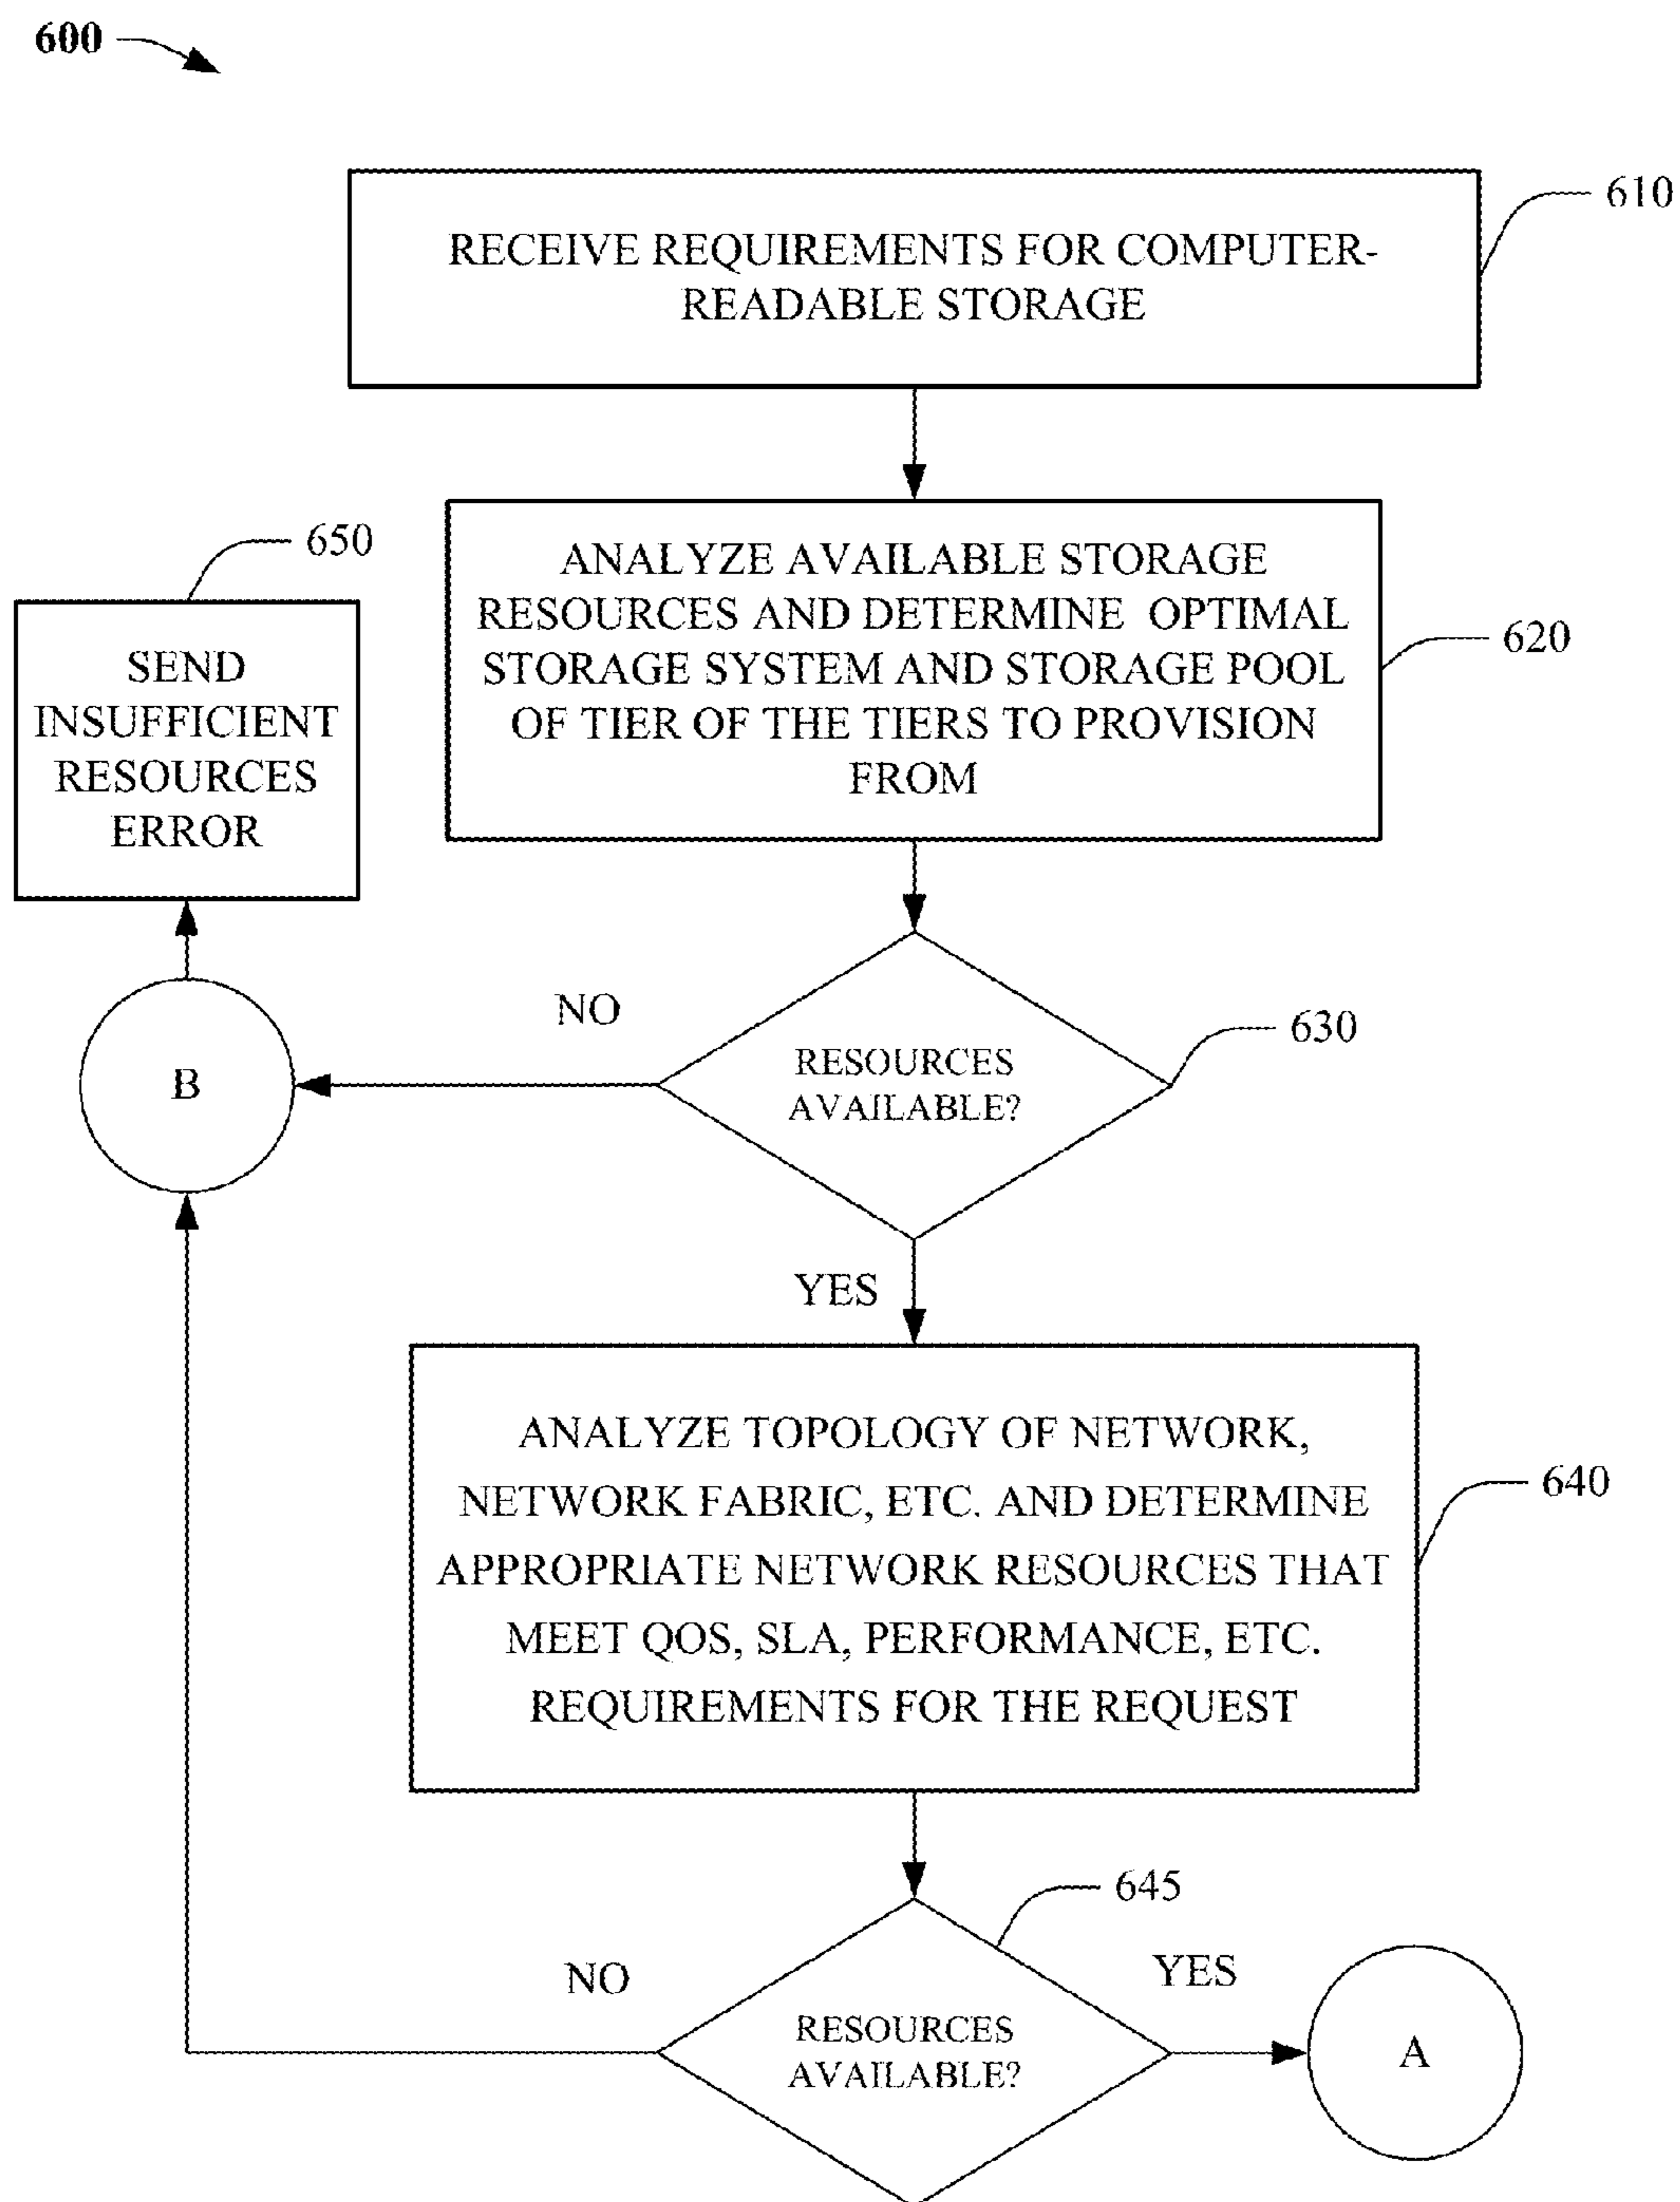 600
610
RECEIVE REQUIREMENTS FOR COMPUTER-
READABLE STORAGE
650
SEND
INSUFFICIENT
RESOURCES
ERROR
620
ANALYZE AVAILABLE STORAGE
RESOURCES AND DETERMINE OPTIMAL
STORAGE SYSTEM AND STORAGE POOL
OF TIER OF THE TIERS TO PROVISION
FROM
B
NO
630
RESOURCES
AVAILABLE?
YES
640
ANALYZE TOPOLOGY OF NETWORK,
NETWORK FABRIC, ETC. AND DETERMINE
APPROPRIATE NETWORK RESOURCES THAT
MEET QOS, SLA, PERFORMANCE, ETC.
REQUIREMENTS FOR THE REQUEST
645
NO
RESOURCES
AVAILABLE?
YES
A